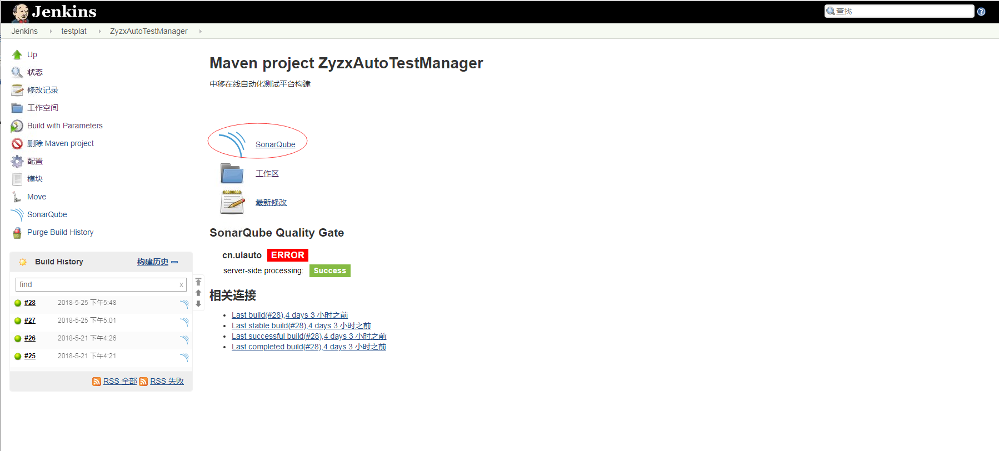 Jenkins
查找
Jenkins
testplat
ZyzxAutoTestManager
Up
状态
修改记录
工作空间
Build with Parameters
删除 Maven project
配置
模块
Move
SonarQube
Purge Build History
Build History 构建历史
find x
#28 2018-5-25 下午5:48
#27 2018-5-25 下午5:01
#26 2018-5-21 下午4:26
#25 2018-5-21 下午4:21
RSS 全部 RSS 失败
Maven project ZyzxAutoTestManager
中移在线自动化测试平台构建
SonarQube
工作区
最新修改
SonarQube Quality Gate
cn.uiauto ERROR
server-side processing: Success
相关连接
Last build(#28),4 days 3 小时之前
Last stable build(#28),4 days 3 小时之前
Last successful build(#28),4 days 3 小时之前
Last completed build(#28),4 days 3 小时之前